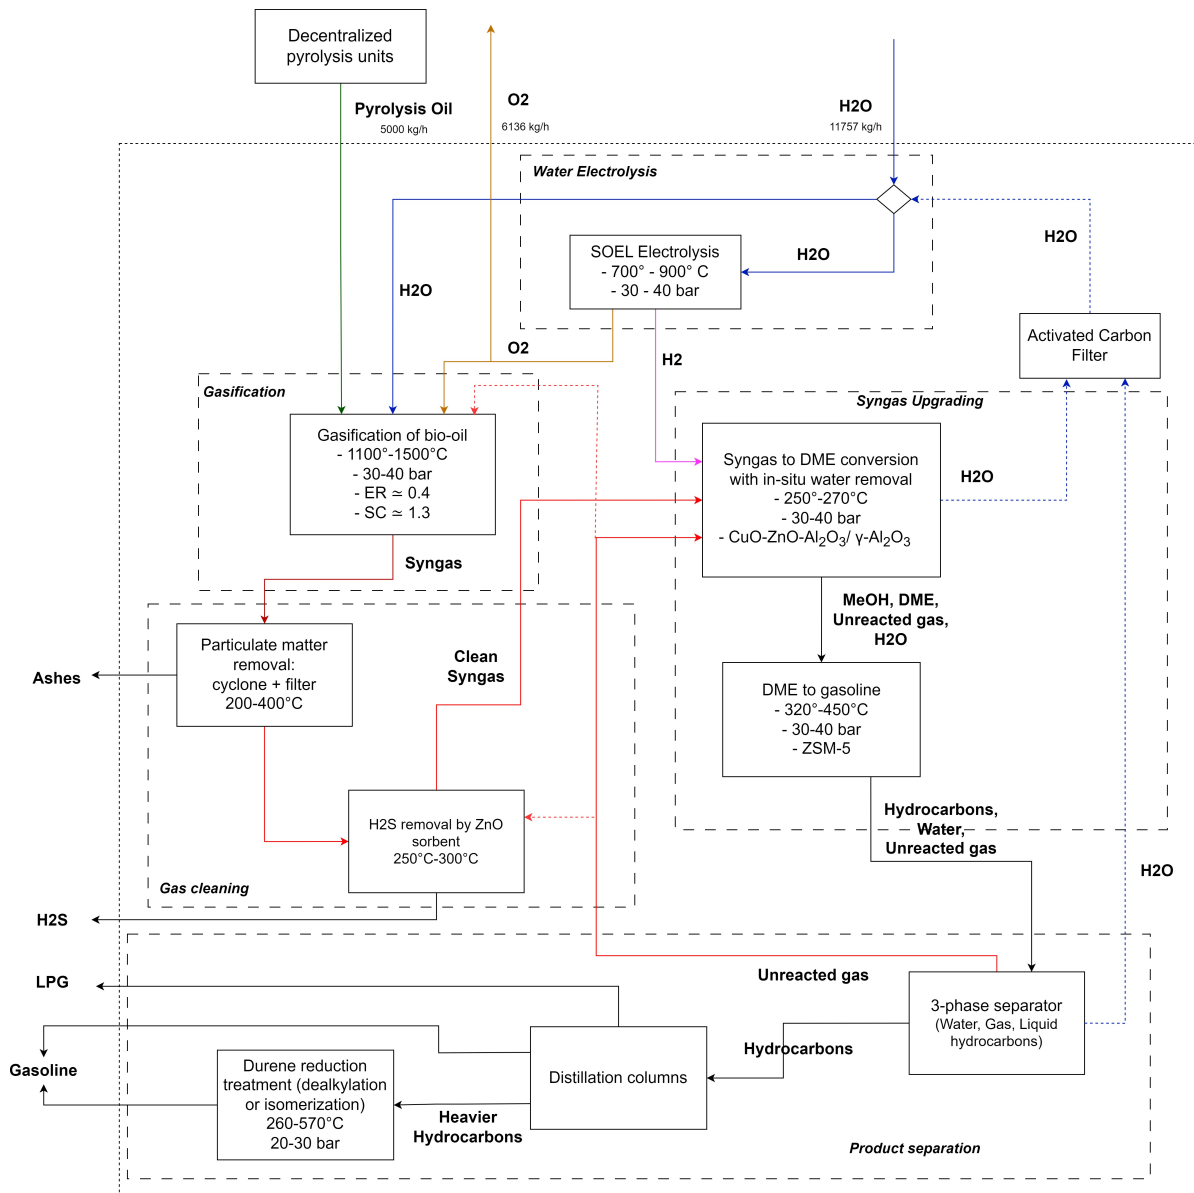 Decentralized
pyrolysis units
Pyrolysis Oil
5000 kg/h
O2
6136 kg/h
H2O
11757 kg/h
Water Electrolysis
SOEL Electrolysis
- 700° - 900° C
- 30 - 40 bar
H2O
H2O
H2O
O2
H2
Activated Carbon
Filter
Gasification
Gasification of bio-oil
- 1100°-1500°C
- 30-40 bar
- ER ≃ 0.4
- SC ≃ 1.3
Syngas
Syngas Upgrading
Syngas to DME conversion
with in-situ water removal
- 250°-270°C
- 30-40 bar
- CuO-ZnO-Al2O3/ γ-Al2O3
H2O
MeOH, DME,
Unreacted gas,
H2O
Particulate matter
removal:
cyclone + filter
200-400°C
Ashes
Clean
Syngas
DME to gasoline
- 320°-450°C
- 30-40 bar
- ZSM-5
H2S removal by ZnO
sorbent
250°C-300°C
Gas cleaning
Hydrocarbons,
Water,
Unreacted gas
H2O
H2S
LPG
Unreacted gas
3-phase separator
(Water, Gas, Liquid
hydrocarbons)
Hydrocarbons
Distillation columns
Gasoline
Durene reduction
treatment (dealkylation
or isomerization)
260-570°C
20-30 bar
Heavier
Hydrocarbons
Product separation